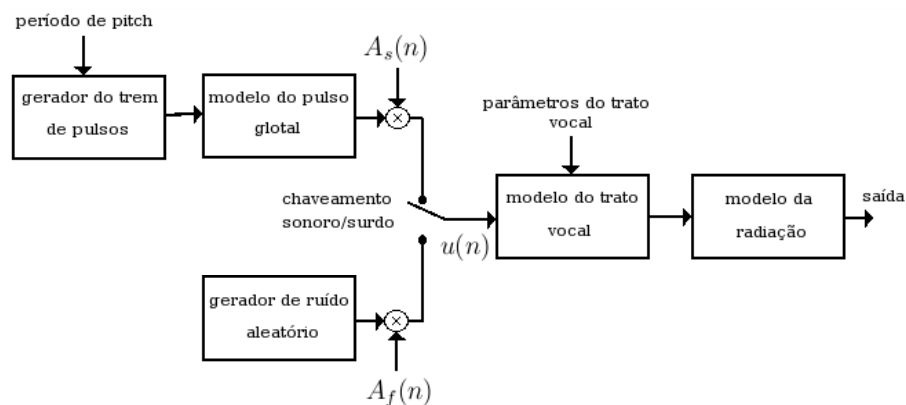 período de pitch
gerador do trem
de pulsos
modelo do pulso
glotal
A_s(n)
parâmetros do trato
vocal
chaveamento
sonoro/surdo
u(n)
modelo do trato
vocal
modelo da
radiação
saída
gerador de ruído
aleatório
A_f(n)